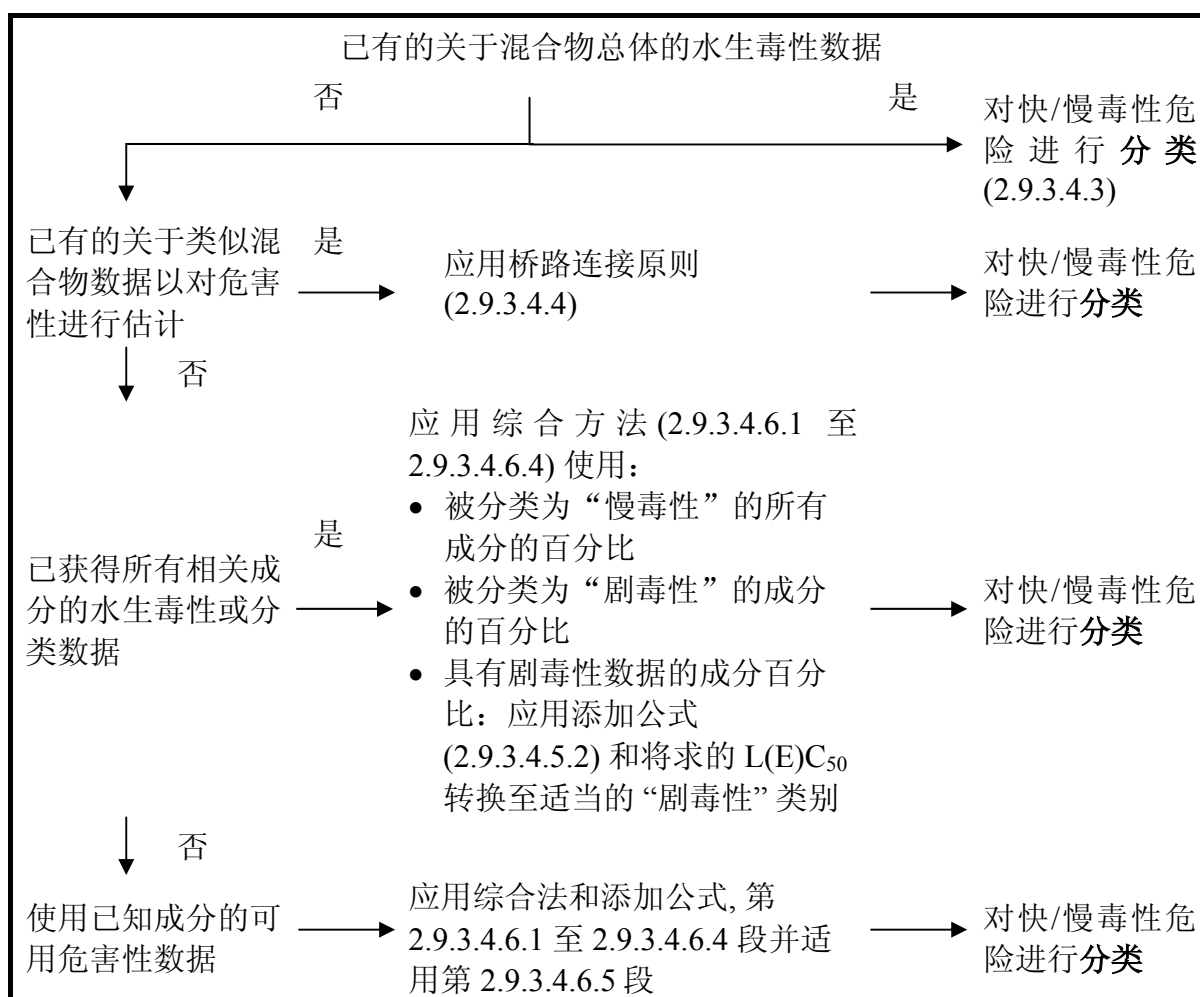 已有的关于混合物总体的水生毒性数据
否
是
对快/慢毒性危
险进行分类
(2.9.3.4.3)
已有的关于类似混
合物数据以对危害
性进行估计
是
应用桥路连接原则
(2.9.3.4.4)
对快/慢毒性危
险进行分类
否
已获得所有相关成
分的水生毒性或分
类数据
是
应用综合方法(2.9.3.4.6.1 至
2.9.3.4.6.4) 使用：
• 被分类为“慢毒性”的所有
成分的百分比
• 被分类为“剧毒性”的成分
的百分比
• 具有剧毒性数据的成分百分
比：应用添加公式
(2.9.3.4.5.2) 和将求的 L(E)C₅₀
转换至适当的 “剧毒性” 类别
对快/慢毒性危
险进行分类
否
使用已知成分的可
用危害性数据
应用综合法和添加公式, 第
2.9.3.4.6.1 至 2.9.3.4.6.4 段并适
用第 2.9.3.4.6.5 段
对快/慢毒性危
险进行分类